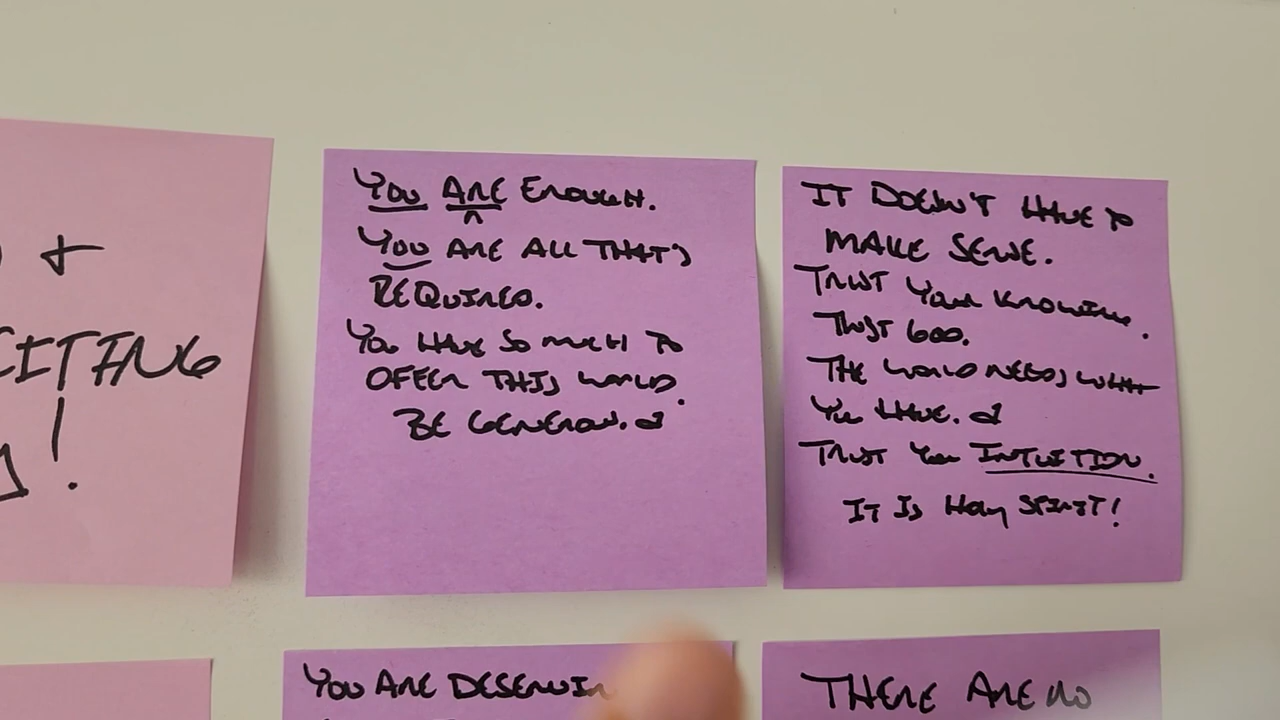 +
CITING
!
YOU ARE ENOUGH.
YOU ARE ALL THAT'S
REQUIRED.
YOU HAVE SO MUCH TO
OFFER THIS WORLD.
BE GENEROUS.
IT DOESN'T HAVE TO
MAKE SENSE.
TRUST YOUR KNOWING.
TRUST GOD.
THE WORLD NEEDS WHAT
YOU HAVE.
TRUST YOUR INTUITION.
IT IS HOLY SPIRIT!
YOU ARE DESERVIN
THERE ARE NO